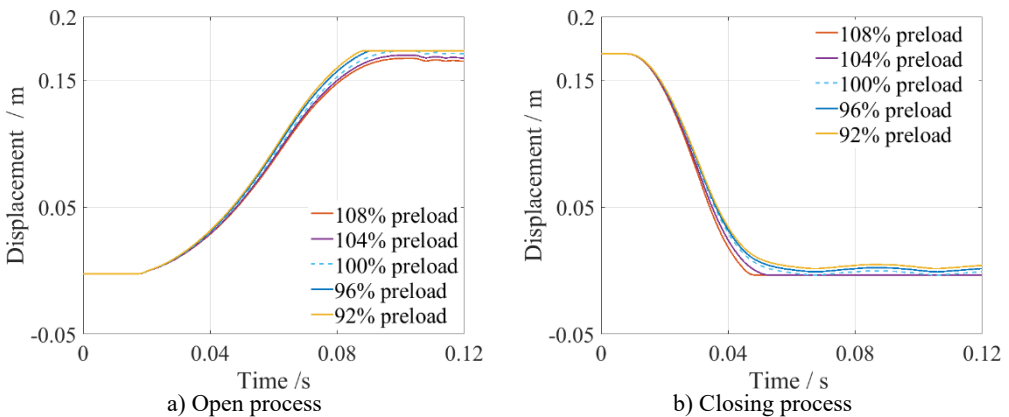 0.2
0.15
0.05
-0.05
Displacement / m
108% preload
104% preload
100% preload
96% preload
92% preload
0
0.04
0.08
0.12
Time /s
a) Open process
0.2
0.15
0.05
-0.05
Displacement / m
108% preload
104% preload
100% preload
96% preload
92% preload
0
0.04
0.08
0.12
Time / s
b) Closing process